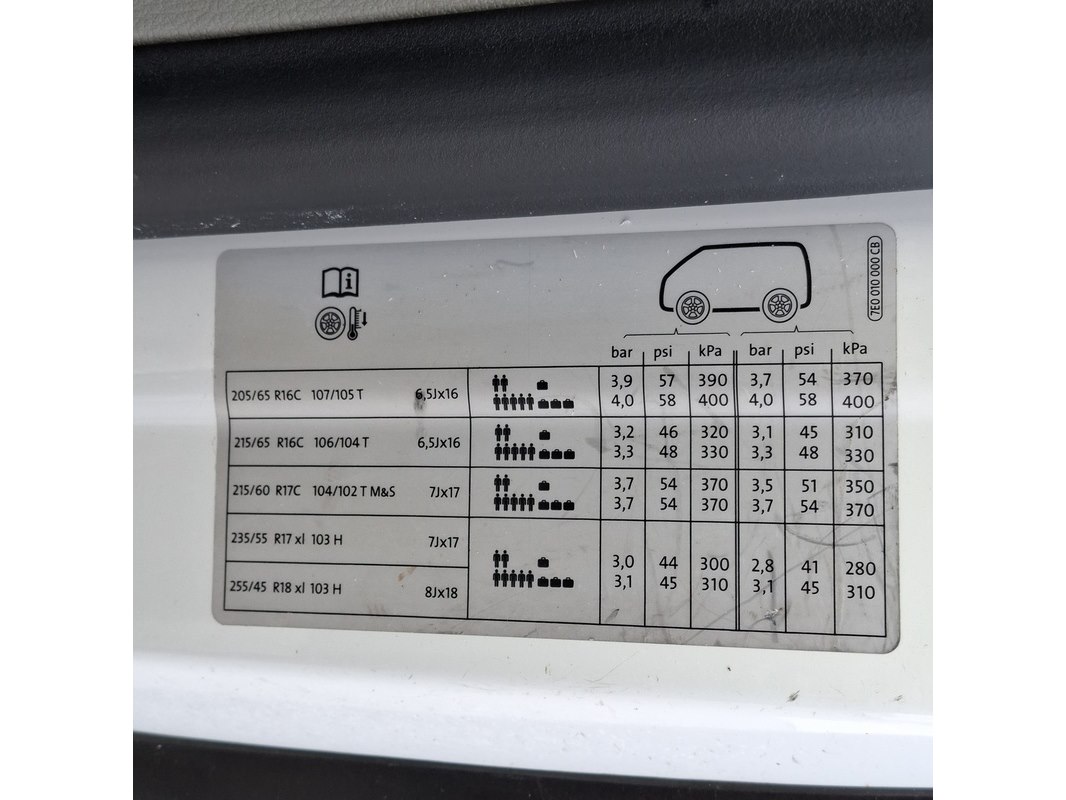 7E0 010 000 CB
i
bar psi kPa bar psi kPa
205/65 R16C 107/105 T 6,5Jx16 3,9 57 390 3,7 54 370
4,0 58 400 4,0 58 400
215/65 R16C 106/104 T 6,5Jx16 3,2 46 320 3,1 45 310
3,3 48 330 3,3 48 330
215/60 R17C 104/102 T M&S 7Jx17 3,7 54 370 3,5 51 350
3,7 54 370 3,7 54 370
235/55 R17 xl 103 H 7Jx17 3,0 44 300 2,8 41 280
255/45 R18 xl 103 H 8Jx18 3,1 45 310 3,1 45 310